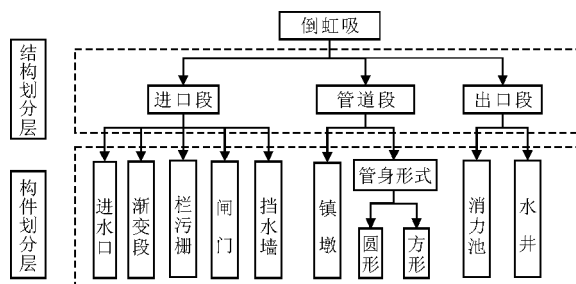 倒虹吸
结构划分层
进口段
管道段
出口段
构件划分层
进水口
渐变段
栏污栅
闸门
挡水墙
镇墩
管身形式
圆形
方形
消力池
水井